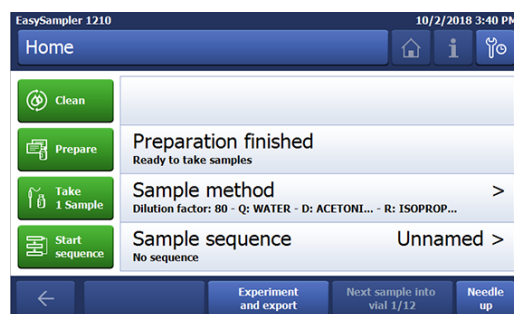 EasySampler 1210 10/2/2018 3:40 PM
Home
Clean
Prepare
Preparation finished
Ready to take samples
Take
1 Sample
Sample method >
Dilution factor: 80 - Q: WATER - D: ACETONI... - R: ISOPROP...
Start
sequence
Sample sequence Unnamed >
No sequence
Experiment
and export
Next sample into
vial 1/12
Needle
up